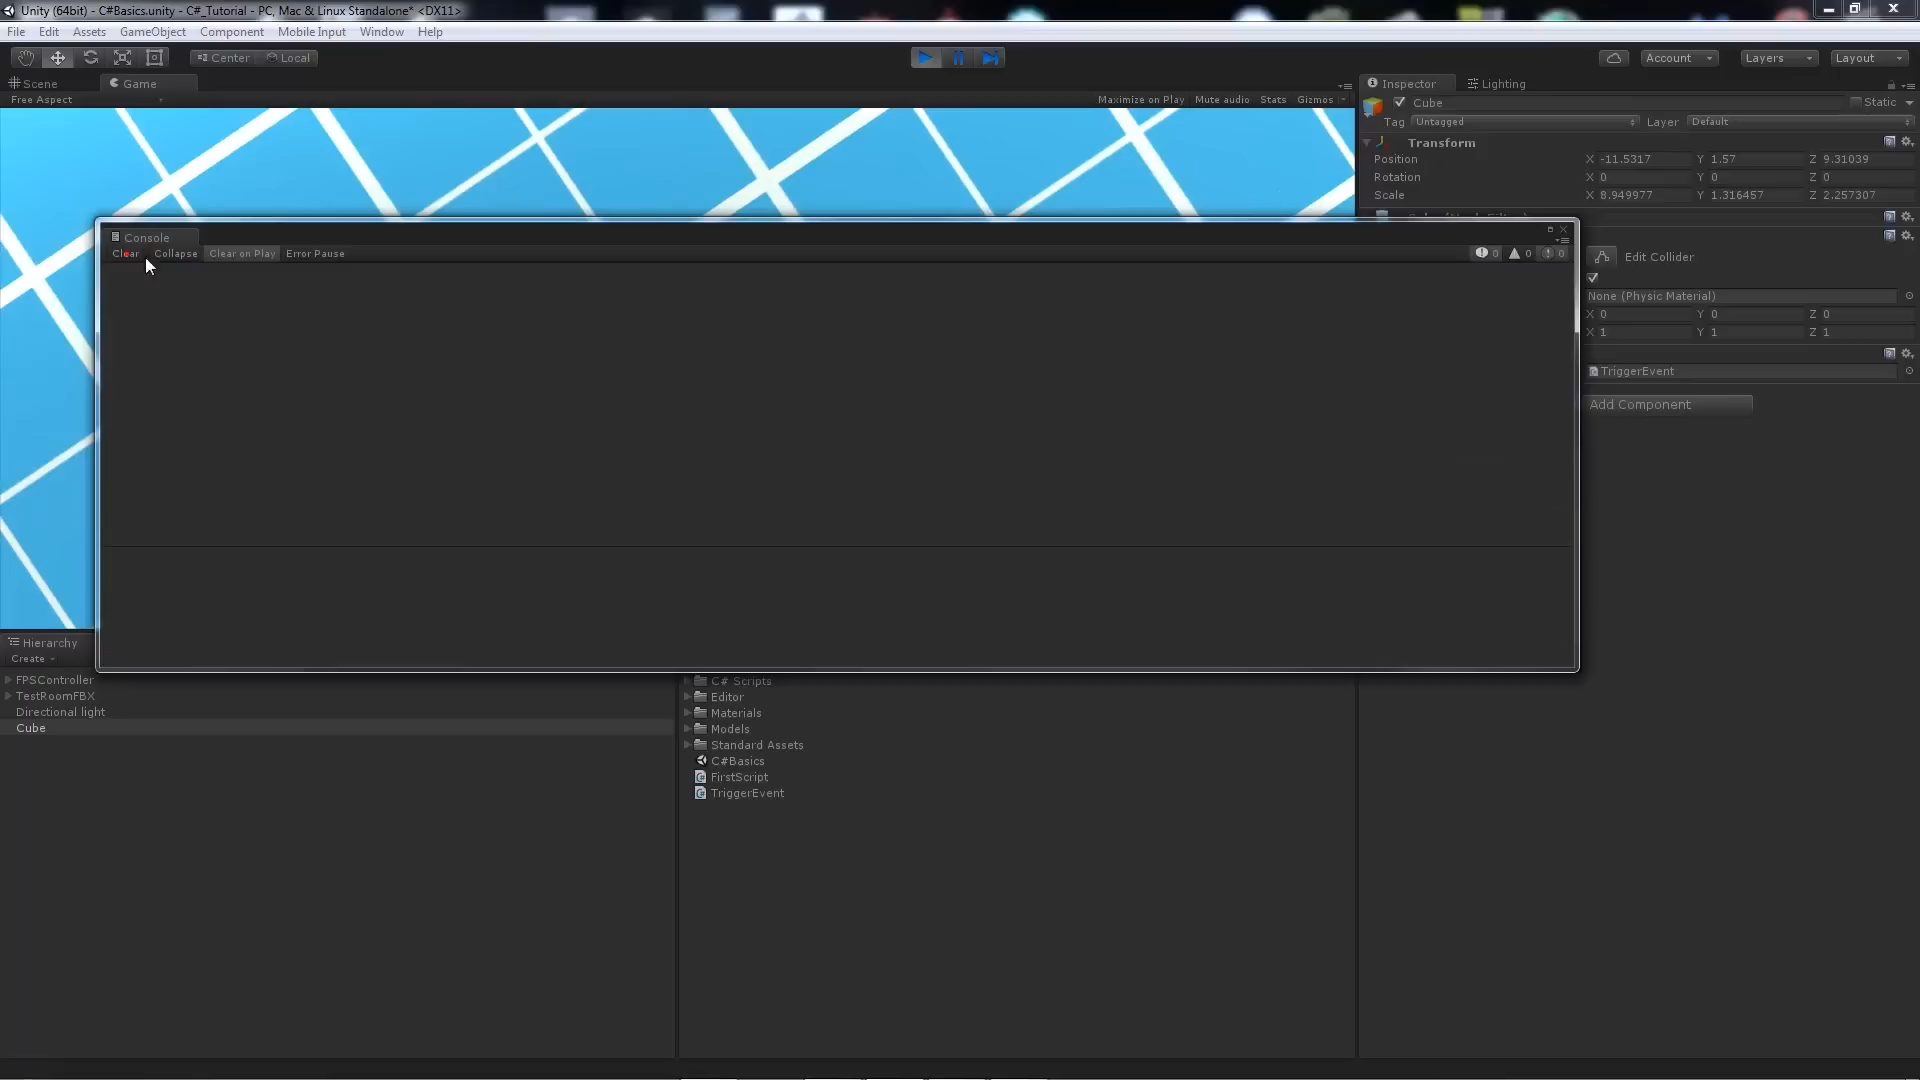 Unity (64bit) - C#Basics.unity - C#_Tutorial - PC, Mac & Linux Standalone* <DX11>
File Edit Assets GameObject Component Mobile Input Window Help
Center Local Account Layers Layout
Scene Game Inspector Lighting
Free Aspect Maximize on Play Mute audio Stats Gizmos
Cube Static
Tag Untagged Layer Default
Transform
Position X -11.5317 Y 1.57 Z 9.31039
Rotation X 0 Y 0 Z 0
Scale X 8.949977 Y 1.316457 Z 2.257307
Console
Clear Collapse Clear on Play Error Pause 0 0 0
Edit Collider
None (Physic Material)
X 0 Y 0 Z 0
X 1 Y 1 Z 1
TriggerEvent
Add Component
Hierarchy
Create
FPSController
TestRoomFBX
Directional light
Cube
C# Scripts
Editor
Materials
Models
Standard Assets
C#Basics
FirstScript
TriggerEvent